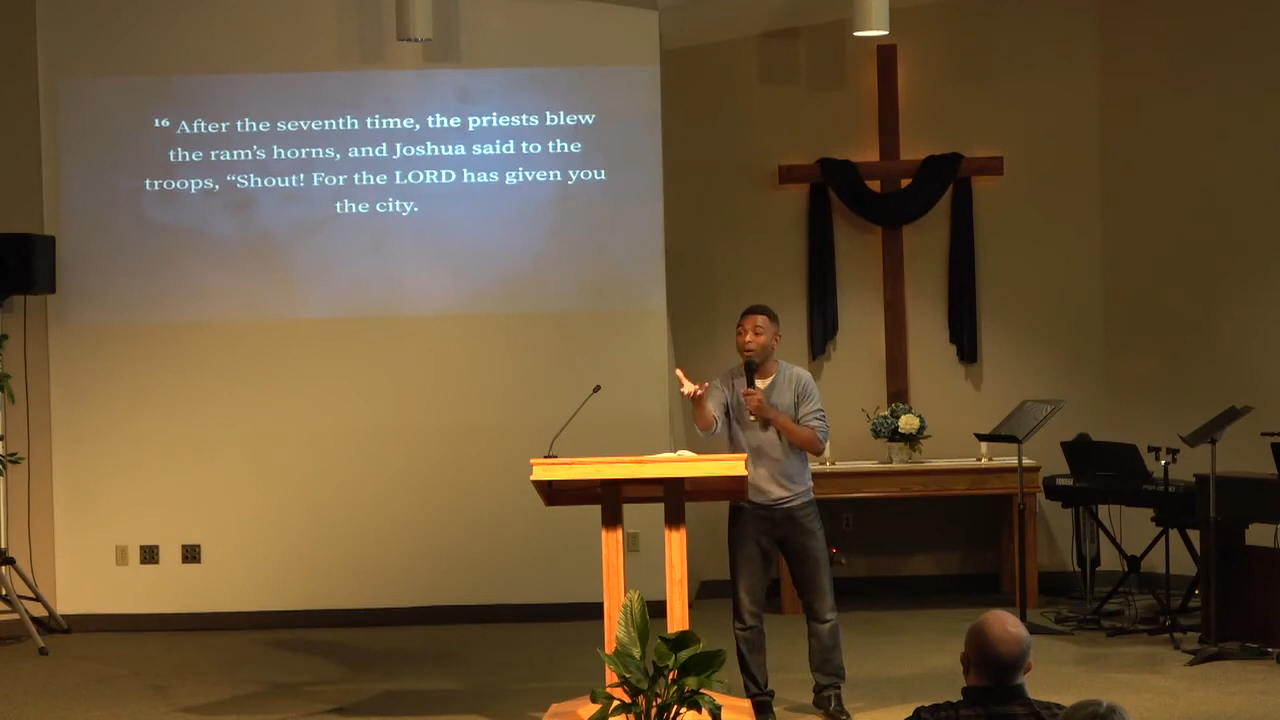 16 After the seventh time, the priests blew
the ram's horns, and Joshua said to the
troops, “Shout! For the LORD has given you
the city.